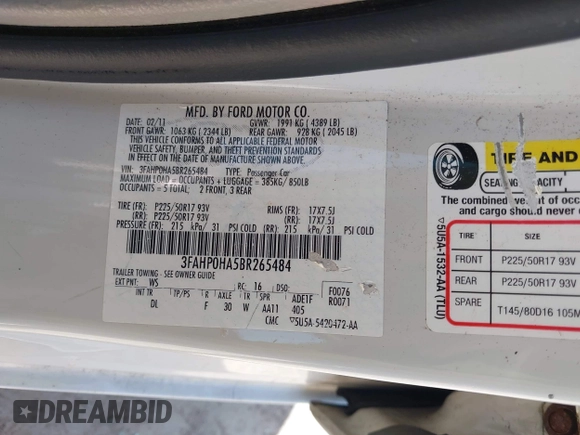 MFD. BY FORD MOTOR CO.
DATE: 02/11 GVWR: 1991 KG ( 4389 LB)
FRONT GAWR: 1063 KG ( 2344 LB) REAR GAWR: 928 KG ( 2045 LB)
THIS VEHICLE CONFORMS TO ALL APPLICABLE FEDERAL MOTOR
VEHICLE SAFETY, BUMPER, AND THEFT PREVENTION STANDARDS
IN EFFECT ON THE DATE OF MANUFACTURE SHOWN ABOVE.
VIN: 3FAHP0HA5BR265484 TYPE: Passenger Car
MAXIMUM LOAD = OCCUPANTS + LUGGAGE = 385KG/ 850LB
OCCUPANTS = 5 TOTAL: 2 FRONT, 3 REAR
TIRE (FR): P225/50R17 93V RIMS (FR): 17X7.5J
(RR): P225/50R17 93V (RR): 17X7.5J
PRESSURE (FR): 215 kPa/ 31 PSI COLD (RR): 215 kPa/ 31 PSI COLD
3FAHP0HA5BR265484
TRAILER TOWING - SEE OWNER GUIDE
EXT PNT: WS RC: 16 DSO: F0076
R0071
INT TR TP/PS R AXLE TR SPR ADE1F
DL F 30 W AA11 405
CMC ▽5U5A-5420472-AA
TIRE AND
SEATING CAPACITY
The combined weight of occup
and cargo should never
▽5U5A-1532-AA (TLU)
TIRE SIZE
FRONT P225/50R17 93V
REAR P225/50R17 93V
SPARE T145/80D16 105M
DREAMBID